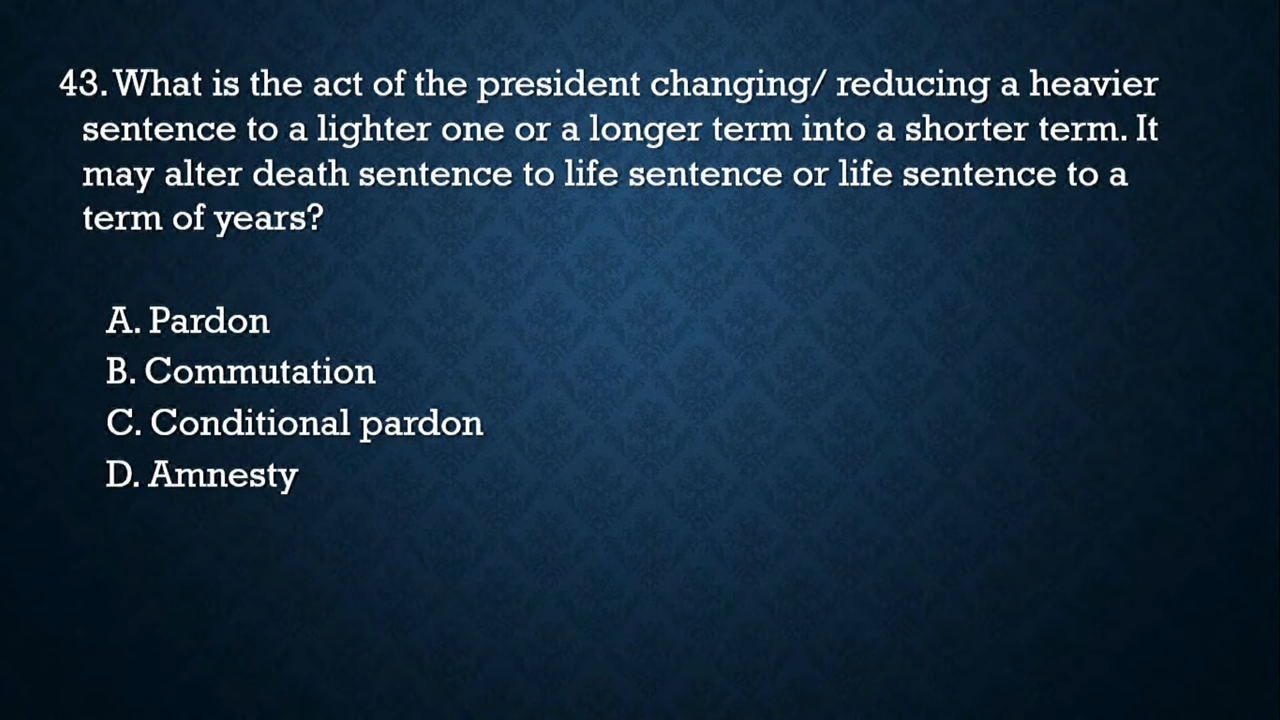 43. What is the act of the president changing/ reducing a heavier
sentence to a lighter one or a longer term into a shorter term. It
may alter death sentence to life sentence or life sentence to a
term of years?
A. Pardon
B. Commutation
C. Conditional pardon
D. Amnesty